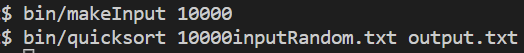 $ bin/makeInput 10000
$ bin/quicksort 10000inputRandom.txt output.txt